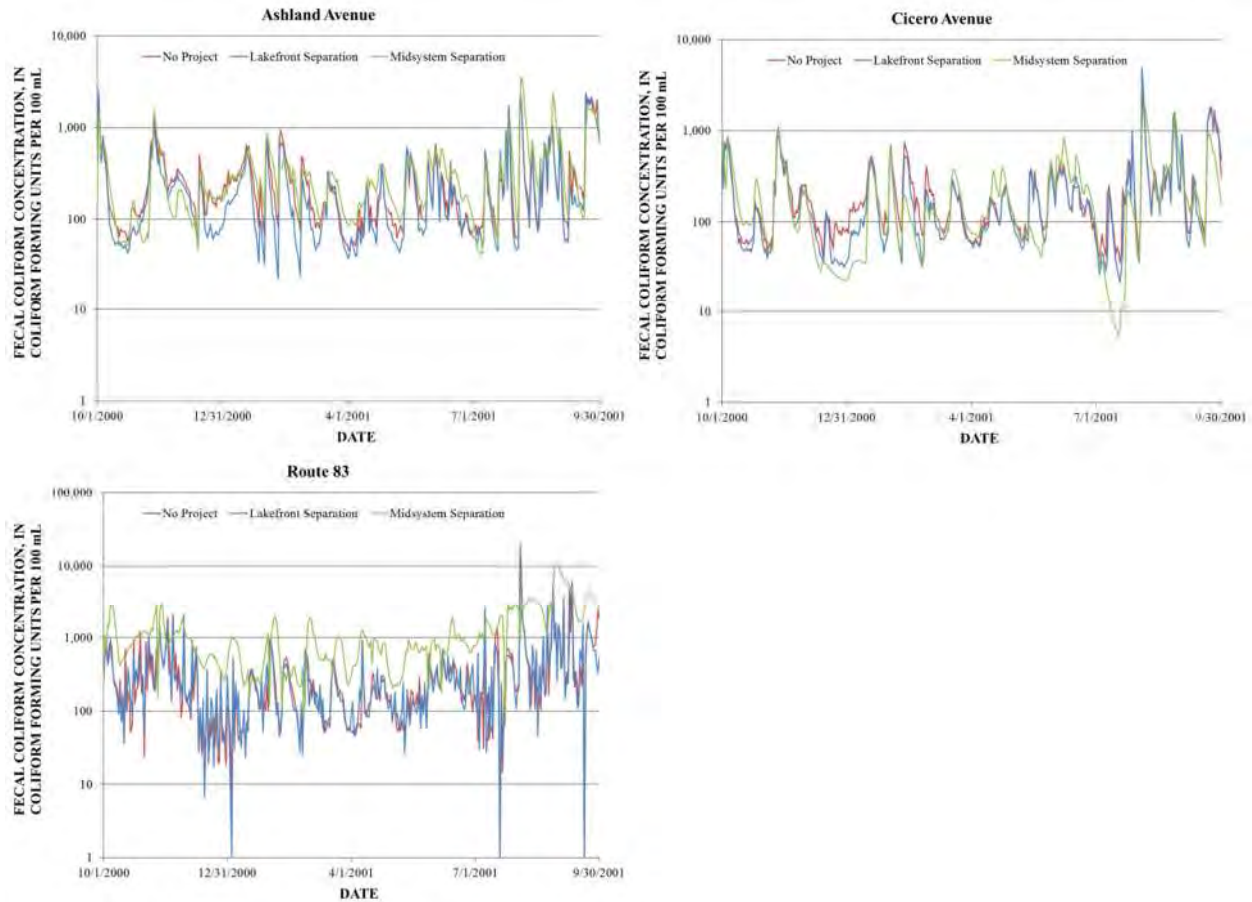 Ashland Avenue
FECAL COLIFORM CONCENTRATION, IN
COLIFORM FORMING UNITS PER 100 mL
10,000
1,000
100
10
1
No Project Lakefront Separation Midsystem Separation
10/1/2000 12/31/2000 4/1/2001 7/1/2001 9/30/2001
DATE
Cicero Avenue
FECAL COLIFORM CONCENTRATION, IN
COLIFORM FORMING UNITS PER 100 mL
10,000
1,000
100
10
1
No Project Lakefront Separation Midsystem Separation
10/1/2000 12/31/2000 4/1/2001 7/1/2001 9/30/2001
DATE
Route 83
FECAL COLIFORM CONCENTRATION, IN
COLIFORM FORMING UNITS PER 100 mL
100,000
10,000
1,000
100
10
1
No Project Lakefront Separation Midsystem Separation
10/1/2000 12/31/2000 4/1/2001 7/1/2001 9/30/2001
DATE